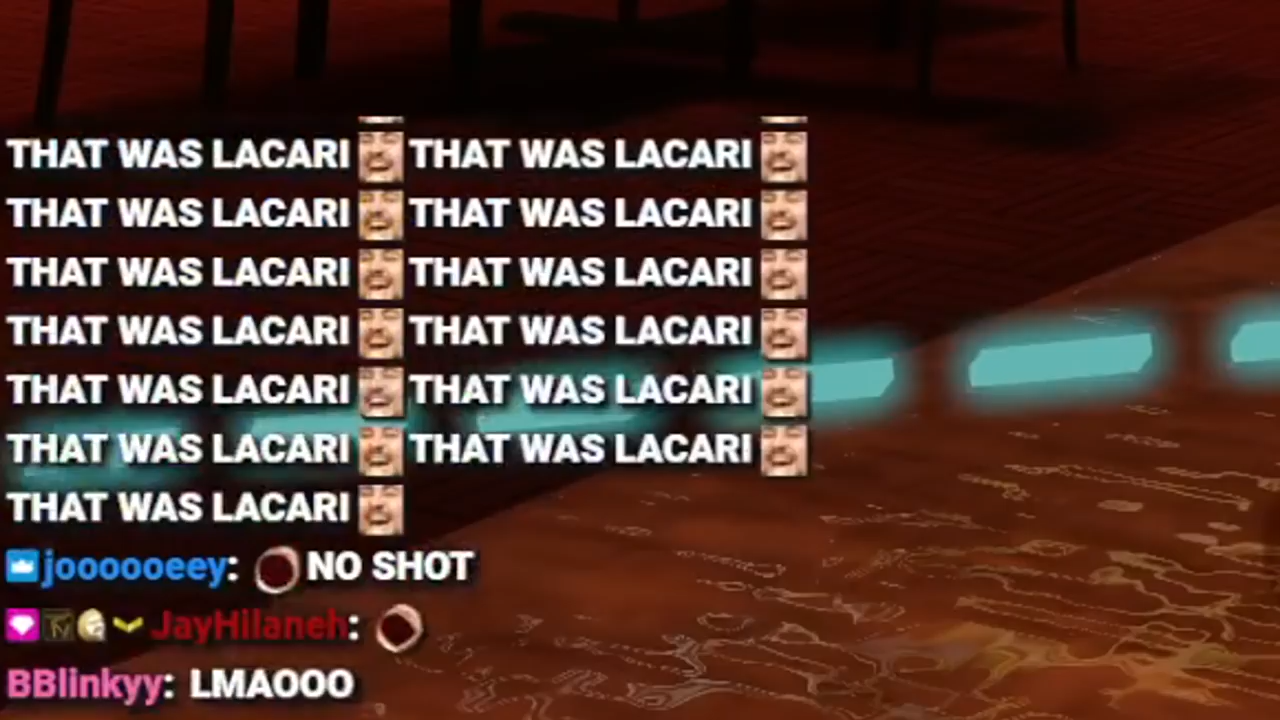 THAT WAS LACARI THAT WAS LACARI
THAT WAS LACARI THAT WAS LACARI
THAT WAS LACARI THAT WAS LACARI
THAT WAS LACARI THAT WAS LACARI
THAT WAS LACARI THAT WAS LACARI
THAT WAS LACARI THAT WAS LACARI
THAT WAS LACARI
joooooeey: NO SHOT
JayHilaneh:
BBlinkyy: LMAOOO